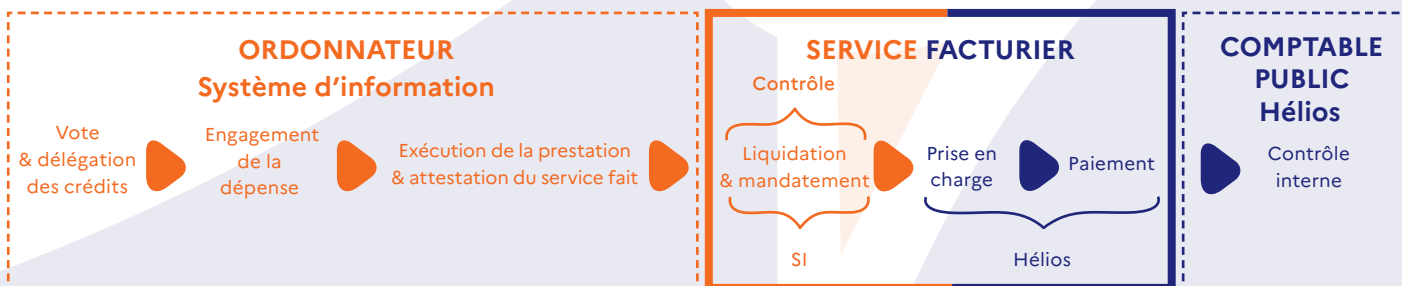 ORDONNATEUR
Système d'information
Vote
& délégation
des crédits
Engagement
de la
dépense
Exécution de la prestation
& attestation du service fait
SERVICE FACTURIER
Contrôle
Liquidation
& mandatement
SI
Prise en
charge
Paiement
Hélios
COMPTABLE
PUBLIC
Hélios
Contrôle
interne